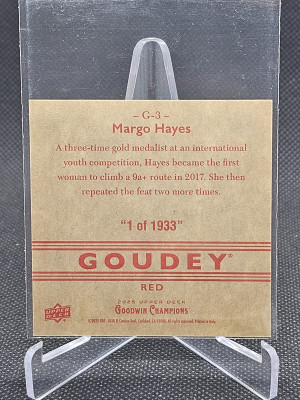 – G-3 –
Margo Hayes
A three-time gold medalist at an international
youth competition, Hayes became the first
woman to climb a 9a+ route in 2017. She then
repeated the feat two more times.
"1 of 1933"
GOUDEY®
RED
2025 UPPER DECK
GOODWIN CHAMPIONS
UPPER DECK